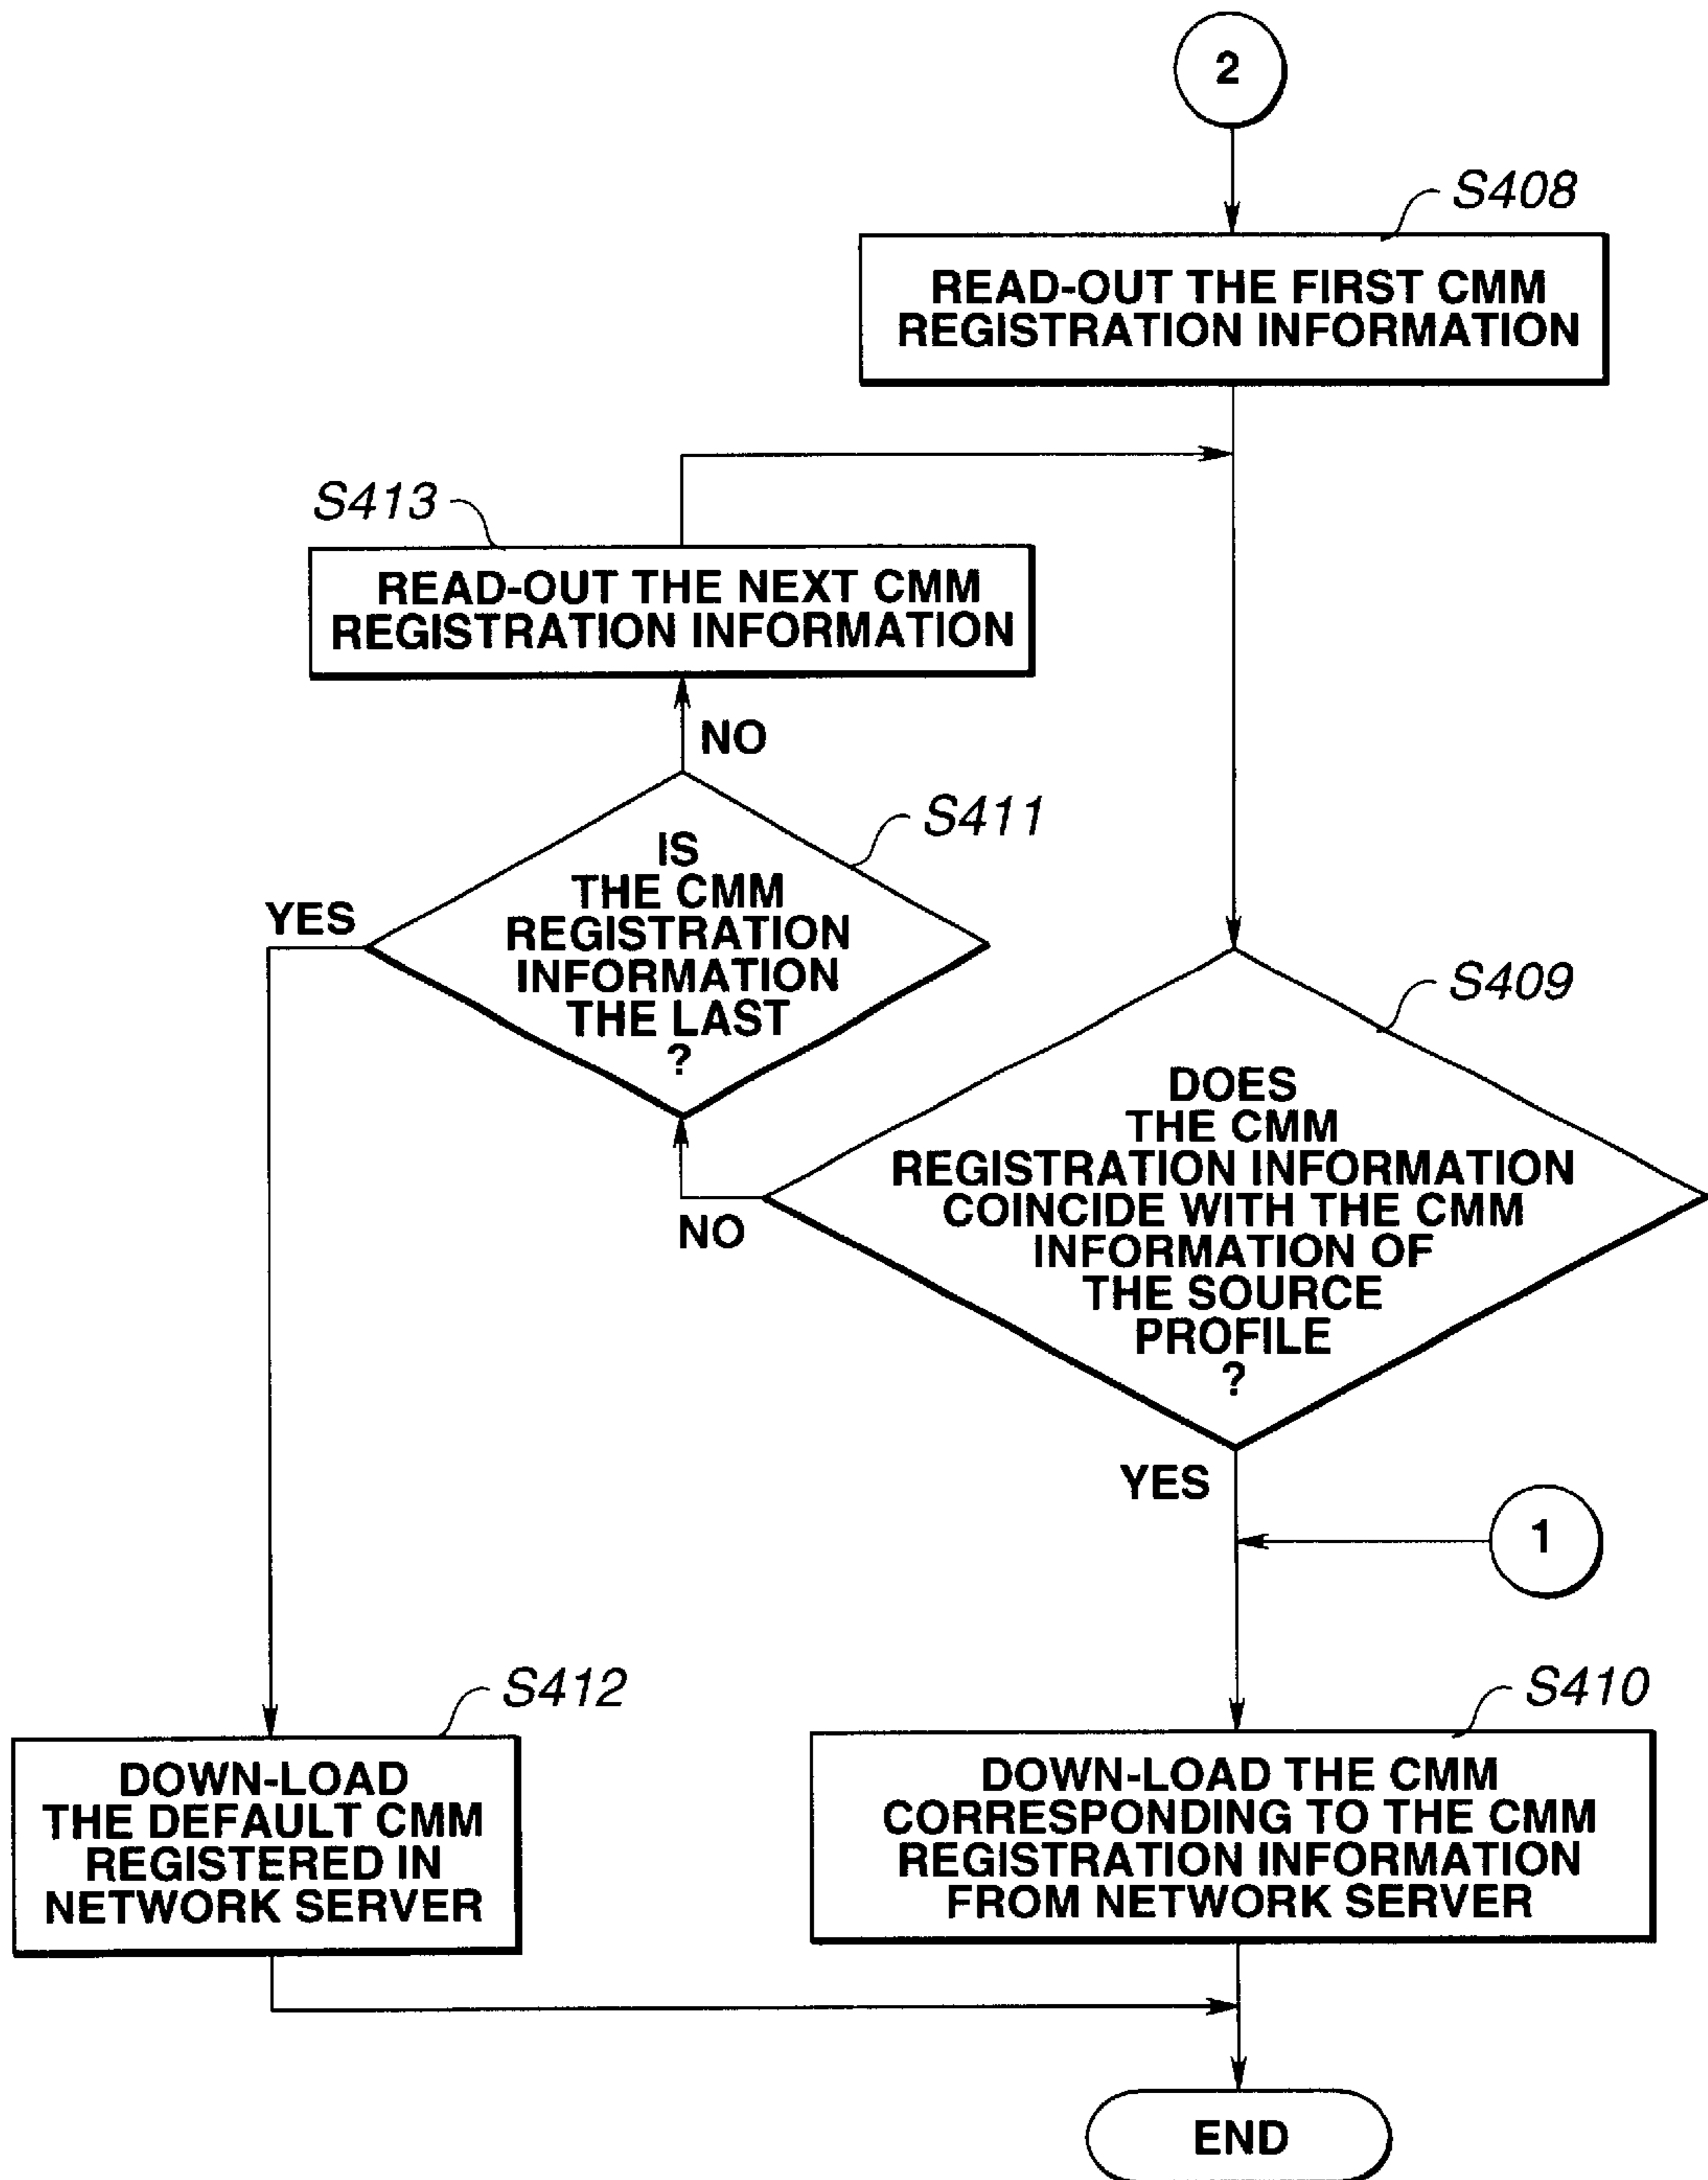 2
S408
READ-OUT THE FIRST CMM
REGISTRATION INFORMATION
S413
READ-OUT THE NEXT CMM
REGISTRATION INFORMATION
NO
S411
IS
THE CMM
REGISTRATION
INFORMATION
THE LAST
?
YES
S409
DOES
THE CMM
REGISTRATION INFORMATION
COINCIDE WITH THE CMM
INFORMATION OF
THE SOURCE
PROFILE
?
NO
YES
1
S412
DOWN-LOAD
THE DEFAULT CMM
REGISTERED IN
NETWORK SERVER
S410
DOWN-LOAD THE CMM
CORRESPONDING TO THE CMM
REGISTRATION INFORMATION
FROM NETWORK SERVER
END